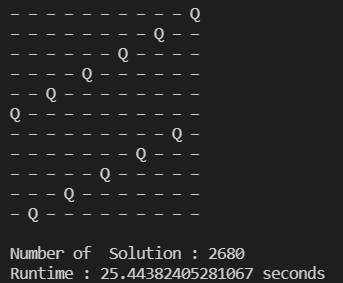 - - - - - - - - - - Q
- - - - - - - - Q - -
- - - - - - Q - - - -
- - - - Q - - - - - -
- - Q - - - - - - - -
Q - - - - - - - - - -
- - - - - - - - - Q -
- - - - - - - Q - - -
- - - - - Q - - - - -
- - - Q - - - - - - -
- Q - - - - - - - - -
Number of  Solution : 2680
Runtime : 25.44382405281067 seconds